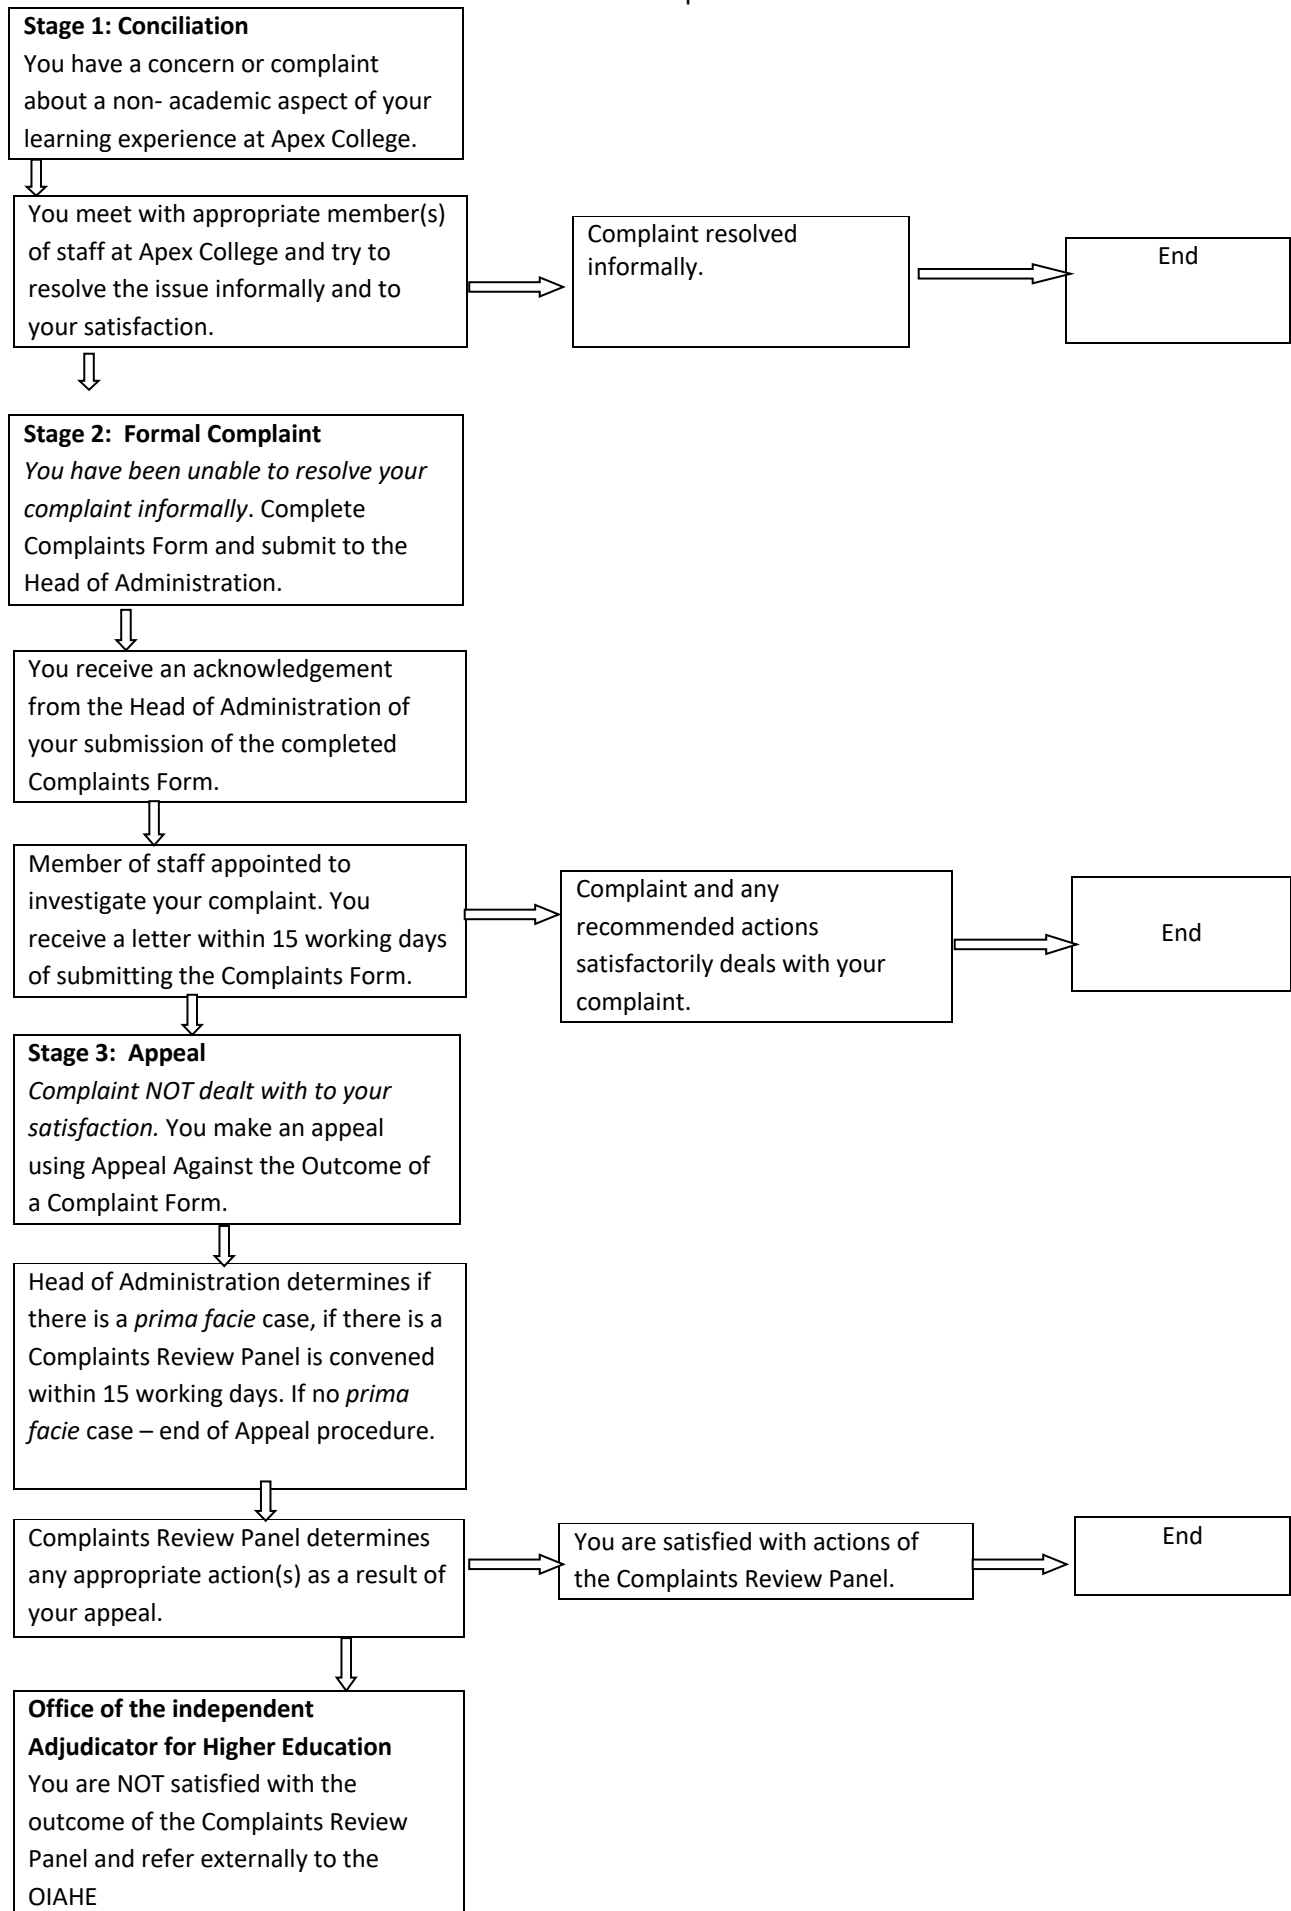 Stage 1: Conciliation
You have a concern or complaint
about a non- academic aspect of your
learning experience at Apex College.
You meet with appropriate member(s)
of staff at Apex College and try to
resolve the issue informally and to
your satisfaction.
Complaint resolved
informally.
End
Stage 2:  Formal Complaint
You have been unable to resolve your
complaint informally. Complete
Complaints Form and submit to the
Head of Administration.
You receive an acknowledgement
from the Head of Administration of
your submission of the completed
Complaints Form.
Member of staff appointed to
investigate your complaint. You
receive a letter within 15 working days
of submitting the Complaints Form.
Complaint and any
recommended actions
satisfactorily deals with your
complaint.
End
Stage 3:  Appeal
Complaint NOT dealt with to your
satisfaction. You make an appeal
using Appeal Against the Outcome of
a Complaint Form.
Head of Administration determines if
there is a prima facie case, if there is a
Complaints Review Panel is convened
within 15 working days. If no prima
facie case – end of Appeal procedure.
Complaints Review Panel determines
any appropriate action(s) as a result of
your appeal.
You are satisfied with actions of
the Complaints Review Panel.
End
Office of the independent
Adjudicator for Higher Education
You are NOT satisfied with the
outcome of the Complaints Review
Panel and refer externally to the
OIAHE